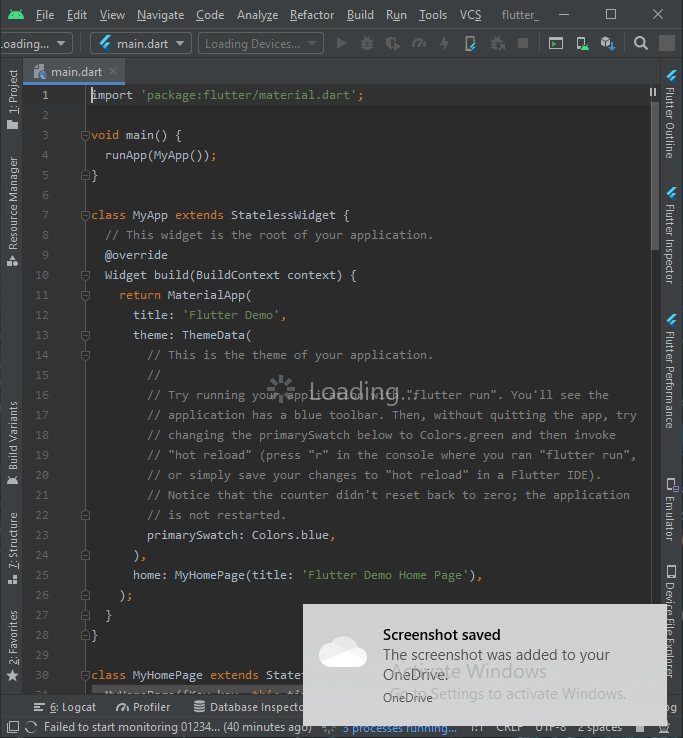 File Edit View Navigate Code Analyze Refactor Build Run Tools VCS flutter_
oading... main.dart Loading Devices...
main.dart
1: Project
Resource Manager
Build Variants
7: Structure
2: Favorites
1 import 'package:flutter/material.dart';
2
3 void main() {
4 runApp(MyApp());
5 }
6
7 class MyApp extends StatelessWidget {
8 // This widget is the root of your application.
9 @override
10 Widget build(BuildContext context) {
11 return MaterialApp(
12 title: 'Flutter Demo',
13 theme: ThemeData(
14 // This is the theme of your application.
15 //
16 // Try running your application with "flutter run". You'll see the
Loading...
17 // application has a blue toolbar. Then, without quitting the app, try
18 // changing the primarySwatch below to Colors.green and then invoke
19 // "hot reload" (press "r" in the console where you ran "flutter run",
20 // or simply save your changes to "hot reload" in a Flutter IDE).
21 // Notice that the counter didn't reset back to zero; the application
22 // is not restarted.
23 primarySwatch: Colors.blue,
24 ),
25 home: MyHomePage(title: 'Flutter Demo Home Page'),
26 );
27 }
28 }
29
30 class MyHomePage extends State
Flutter Outline
Flutter Inspector
Flutter Performance
Emulator
Device File Explorer
Screenshot saved
The screenshot was added to your
OneDrive.
OneDrive
Activate Windows
Go to Settings to activate Windows.
6: Logcat Profiler Database Inspecto
Failed to start monitoring 01234... (40 minutes ago) 3 processes running... 1:1 CRLF UTF-8 2 spaces